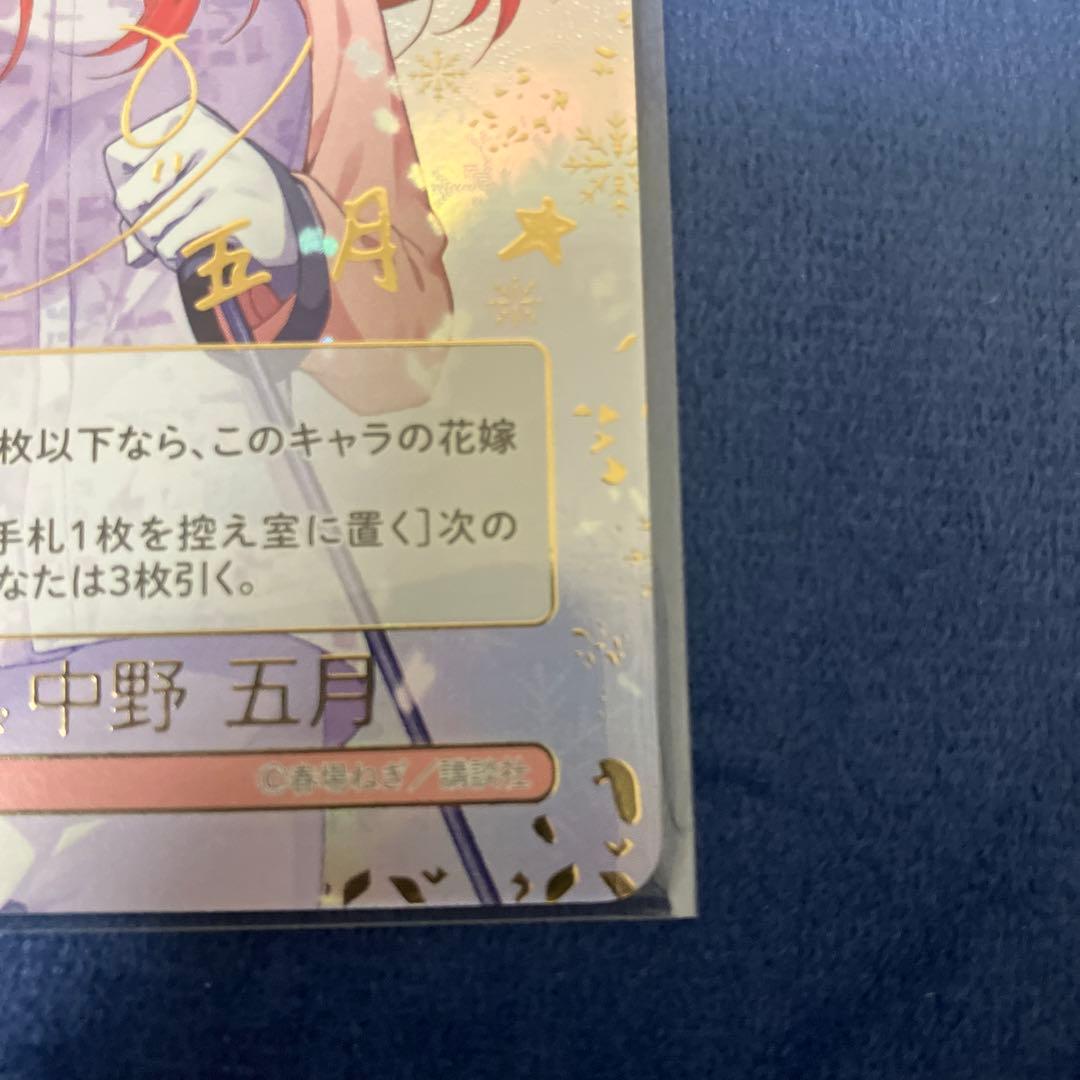 五月
枚以下なら、このキャラの花嫁
手札1枚を控え室に置く]次の
なたは3枚引く。
中野 五月
©春場ねぎ/講談社